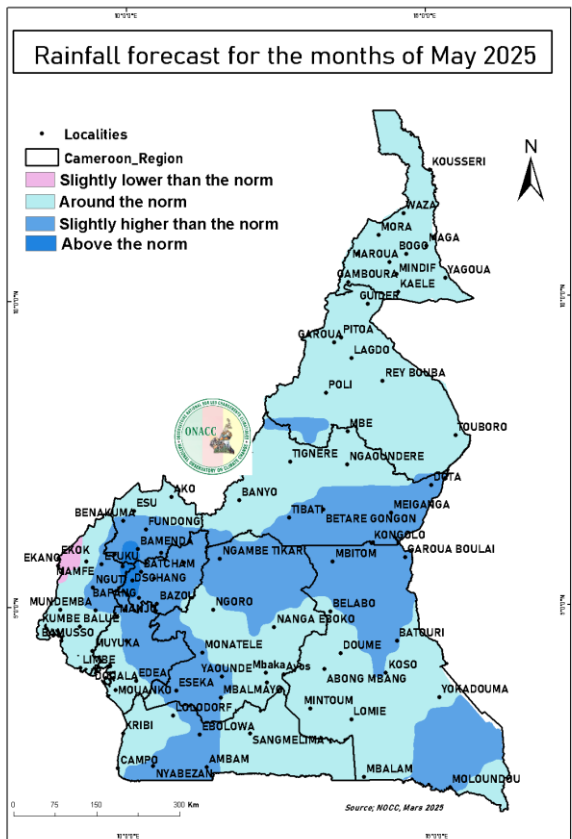 Rainfall forecast for the months of May 2025
Localities
Cameroon_Region
Slightly lower than the norm
Around the norm
Slightly higher than the norm
Above the norm
N
ONACC
KOUSSERI
WAZA
MORA
MAGA
BOGO
MAROUA
MINDIF
YAGOUA
GAMBOURA
KAELE
GUIDER
PITOA
GAROUA
LAGDO
REY BOUBA
POLI
MBE
TOUBORO
TIGNERE
NGAOUNDERE
DOTA
AKO
BANYO
ESU
MEIGANGA
BENAKUMA
TIBATI
BETARE GONGON
FUNDONG
KONGOLO
BAMENDA
NGAMBE TIKARI
MBITOM
GAROUA BOULAI
EKOK
EKANG
BATCHAM
MAMFE
DSCHANG
NGUTI
BAPANG
BAZOU
MANJO
NGORO
BELABO
MUNDEMBA
KUMBE BALUE
NANGA EBOKO
BAMUSSO
BATOURI
MUYUKA
MONATELE
DOUME
LIMBE
YAOUNDE
MbakaAyos
KOSO
DOUALA
EDEA
ESEKA
ABONG MBANG
MOUANKO
MBALMAYO
YOKADOUMA
LOLODORF
MINTOUM
KRIBI
EBOLOWA
LOMIE
SANGMELIMA
CAMPO
AMBAM
NYABEZAN
MBALAM
MOLOUNDOU
0 75 150 300 Km
Source; NOCC, Mars 2025